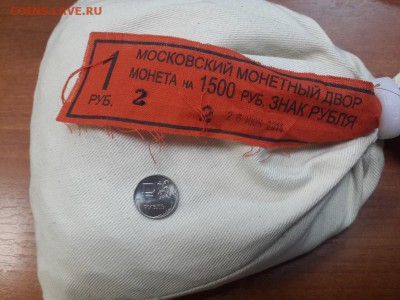 COINS.LAVE.RU
МОСКОВСКИЙ МОНЕТНЫЙ ДВОР
1 МОНЕТА НА 1500 РУБ. ЗНАК РУБЛЯ
РУБ. 2